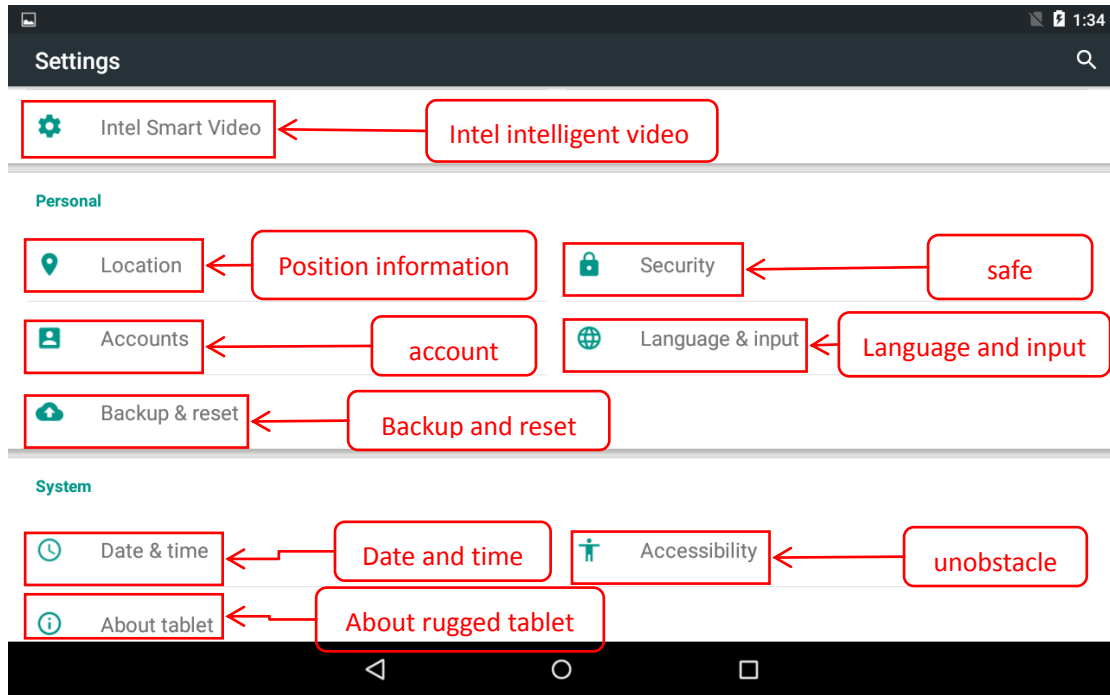 1:34
Settings
Intel Smart Video
Intel intelligent video
Personal
Location
Position information
Security
safe
Accounts
account
Language & input
Language and input
Backup & reset
Backup and reset
System
Date & time
Date and time
Accessibility
unobstacle
About tablet
About rugged tablet